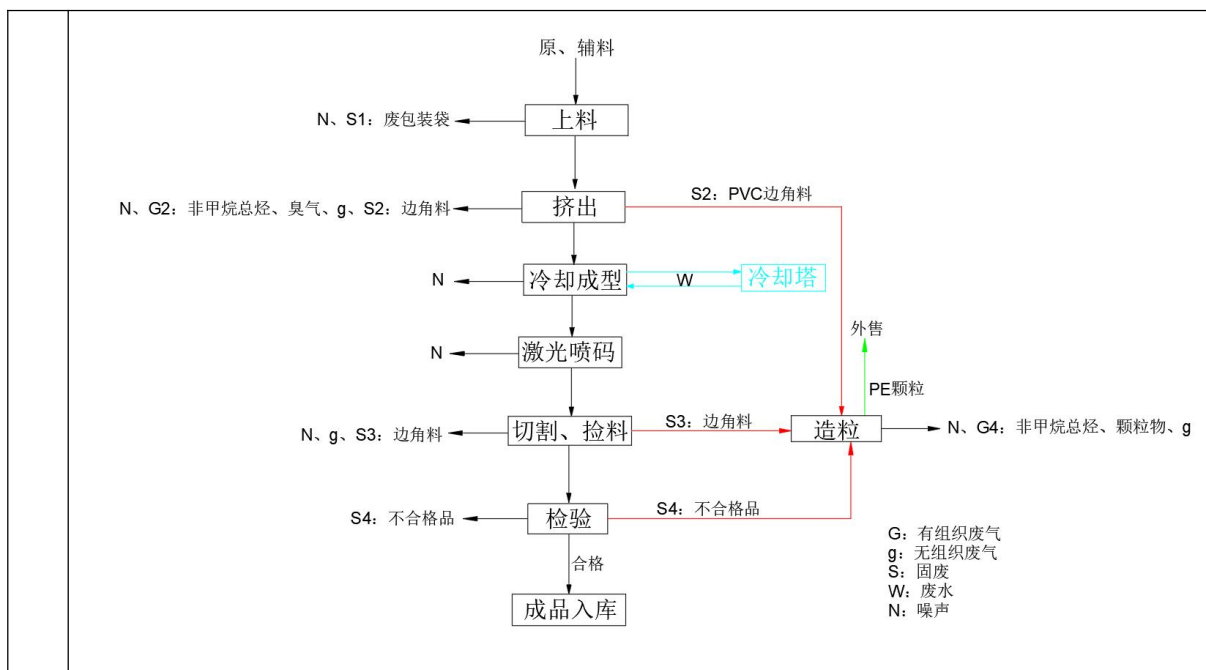 原、辅料
N、S1：废包装袋
上料
S2：PVC边角料
N、G2：非甲烷总烃、臭气、g、S2：边角料
挤出
N
冷却成型
W
冷却塔
N
激光喷码
外售
PE颗粒
N、g、S3：边角料
切割、捡料
S3：边角料
造粒
N、G4：非甲烷总烃、颗粒物、g
S4：不合格品
检验
S4：不合格品
合格
成品入库
G：有组织废气
g：无组织废气
S：固废
W：废水
N：噪声